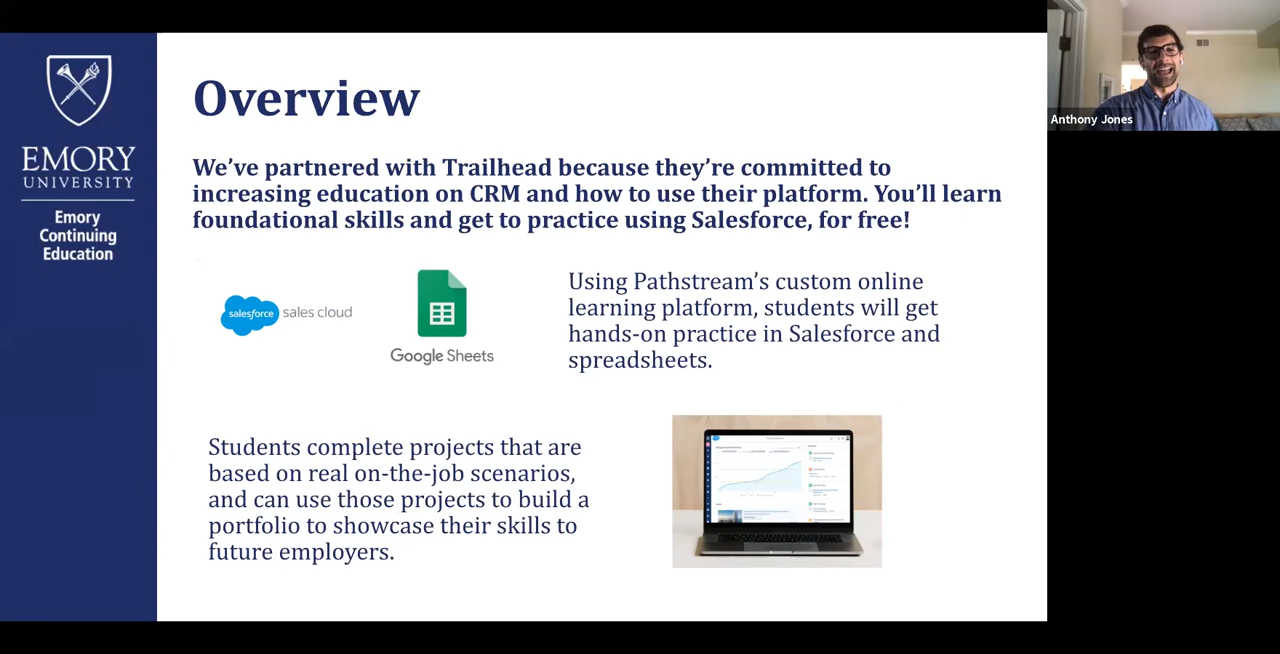 EMORY
UNIVERSITY
Emory
Continuing
Education
Overview
We’ve partnered with Trailhead because they’re committed to
increasing education on CRM and how to use their platform. You’ll learn
foundational skills and get to practice using Salesforce, for free!
salesforce sales cloud
Google Sheets
Using Pathstream’s custom online
learning platform, students will get
hands-on practice in Salesforce and
spreadsheets.
Students complete projects that are
based on real on-the-job scenarios,
and can use those projects to build a
portfolio to showcase their skills to
future employers.
Anthony Jones